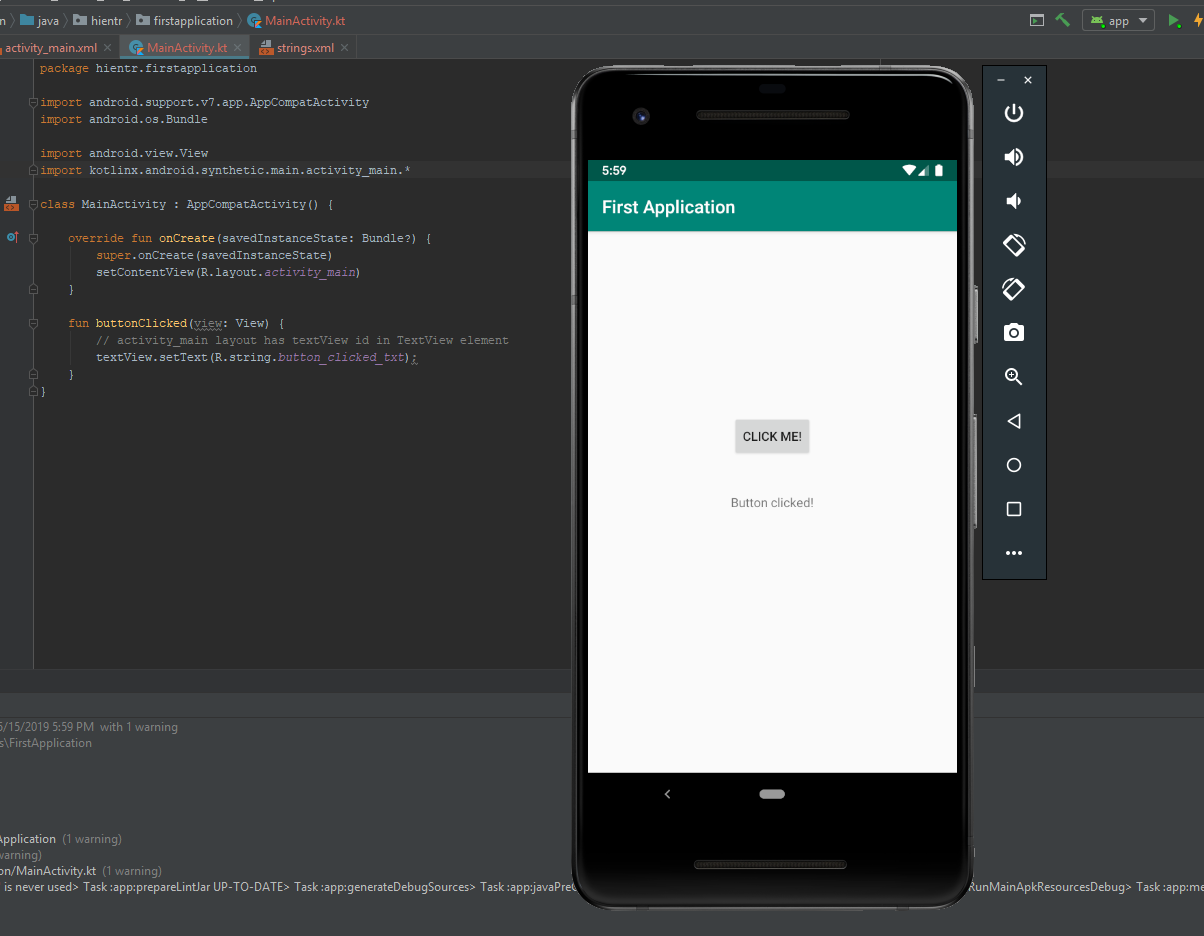 java hientr firstapplication MainActivity.kt
app
activity_main.xml MainActivity.kt strings.xml
package hientr.firstapplication
import android.support.v7.app.AppCompatActivity
import android.os.Bundle
import android.view.View
import kotlinx.android.synthetic.main.activity_main.*
class MainActivity : AppCompatActivity() {
override fun onCreate(savedInstanceState: Bundle?) {
super.onCreate(savedInstanceState)
setContentView(R.layout.activity_main)
}
fun buttonClicked(view: View) {
// activity_main layout has textView id in TextView element
textView.setText(R.string.button_clicked_txt);
}
}
5:59
First Application
CLICK ME!
Button clicked!
/15/2019 5:59 PM with 1 warning
s\FirstApplication
Application (1 warning)
warning)
on/MainActivity.kt (1 warning)
' is never used> Task :app:prepareLintJar UP-TO-DATE> Task :app:generateDebugSources> Task :app:javaPre
RunMainApkResourcesDebug> Task :app:me